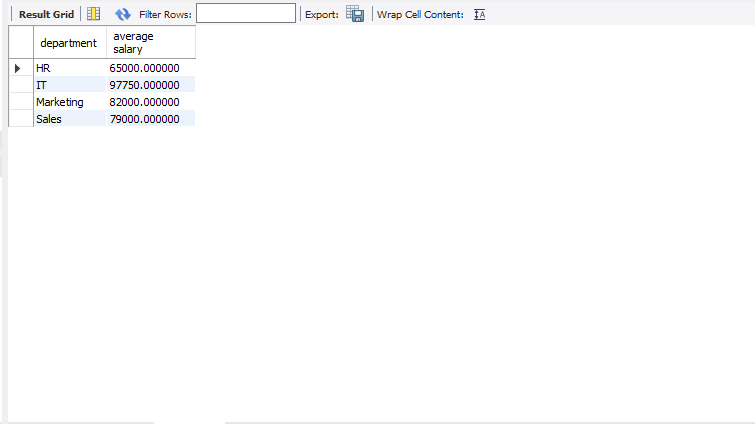 Result Grid Filter Rows: Export: Wrap Cell Content: A
department average salary
HR 65000.000000
IT 97750.000000
Marketing 82000.000000
Sales 79000.000000